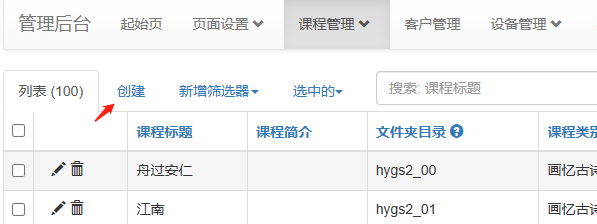 管理后台 起始页 页面设置 课程管理 客户管理 设备管理
列表 (100) 创建 新增筛选器 选中的 搜索: 课程标题
课程标题 课程简介 文件夹目录 课程类别
舟过安仁 hygs2_00 画忆古诗
江南 hygs2_01 画忆古诗